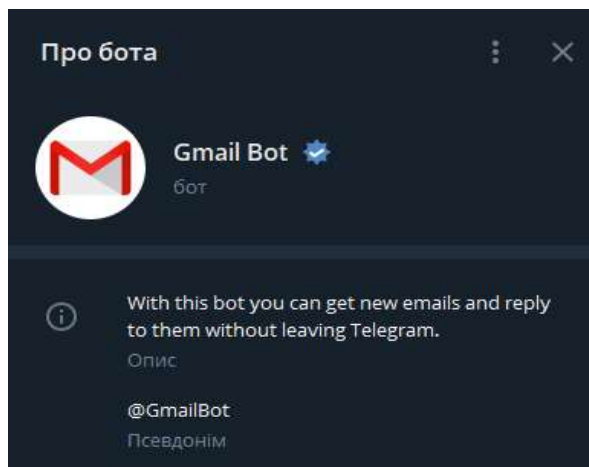 Про бота
Gmail Bot
бот
With this bot you can get new emails and reply
to them without leaving Telegram.
Опис
@GmailBot
Псевдонім